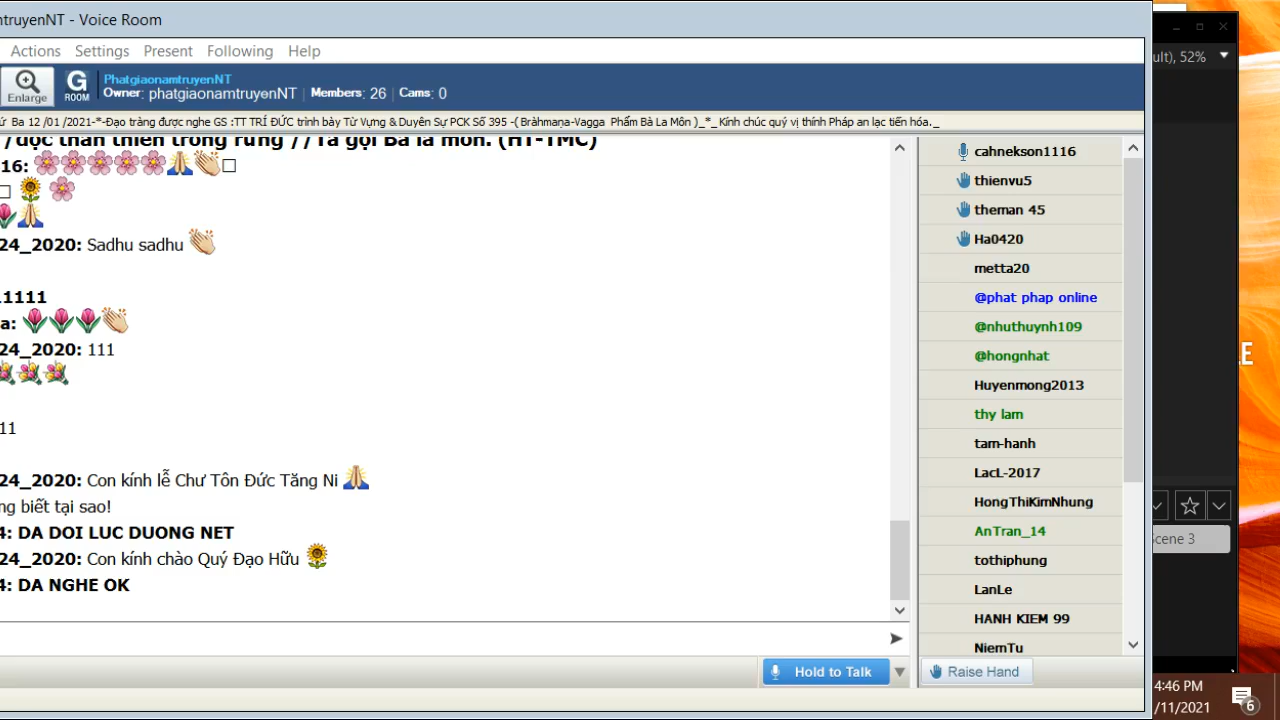 mtruyenNT - Voice Room
Actions Settings Present Following Help
ult), 52%
Enlarge
G ROOM
PhatgiaonamtruyenNT
Owner: phatgiaonamtruyenNT | Members: 26 | Cams: 0
ứ Ba 12 /01 /2021-*-Đạo tràng được nghe GS :TT TRÍ ĐỨC trình bày Từ Vựng & Duyên Sự PCK Số 395 -( Brāhmaṇa-Vagga Phẩm Bà La Môn )_*_ Kính chúc quý vị thính Pháp an lạc tiến hóa._
/độc thân thiền trong rừng //Ta gọi Bà la môn. (HT-TMC)
16:
24_2020: Sadhu sadhu
11111
a:
24_2020: 111
11
24_2020: Con kính lễ Chư Tôn Đức Tăng Ni
ng biết tại sao!
4: DA DOI LUC DUONG NET
24_2020: Con kính chào Quý Đạo Hữu
4: DA NGHE OK
cahnekson1116
thienvu5
theman 45
Ha0420
metta20
@phat phap online
@nhuthuynh109
@hongnhat
Huyenmong2013
thy lam
tam-hanh
LacL-2017
HongThiKimNhung
AnTran_14
tothiphung
LanLe
HANH KIEM 99
NiemTu
Hold to Talk
Raise Hand
LE
cene 3
4:46 PM
/11/2021
6